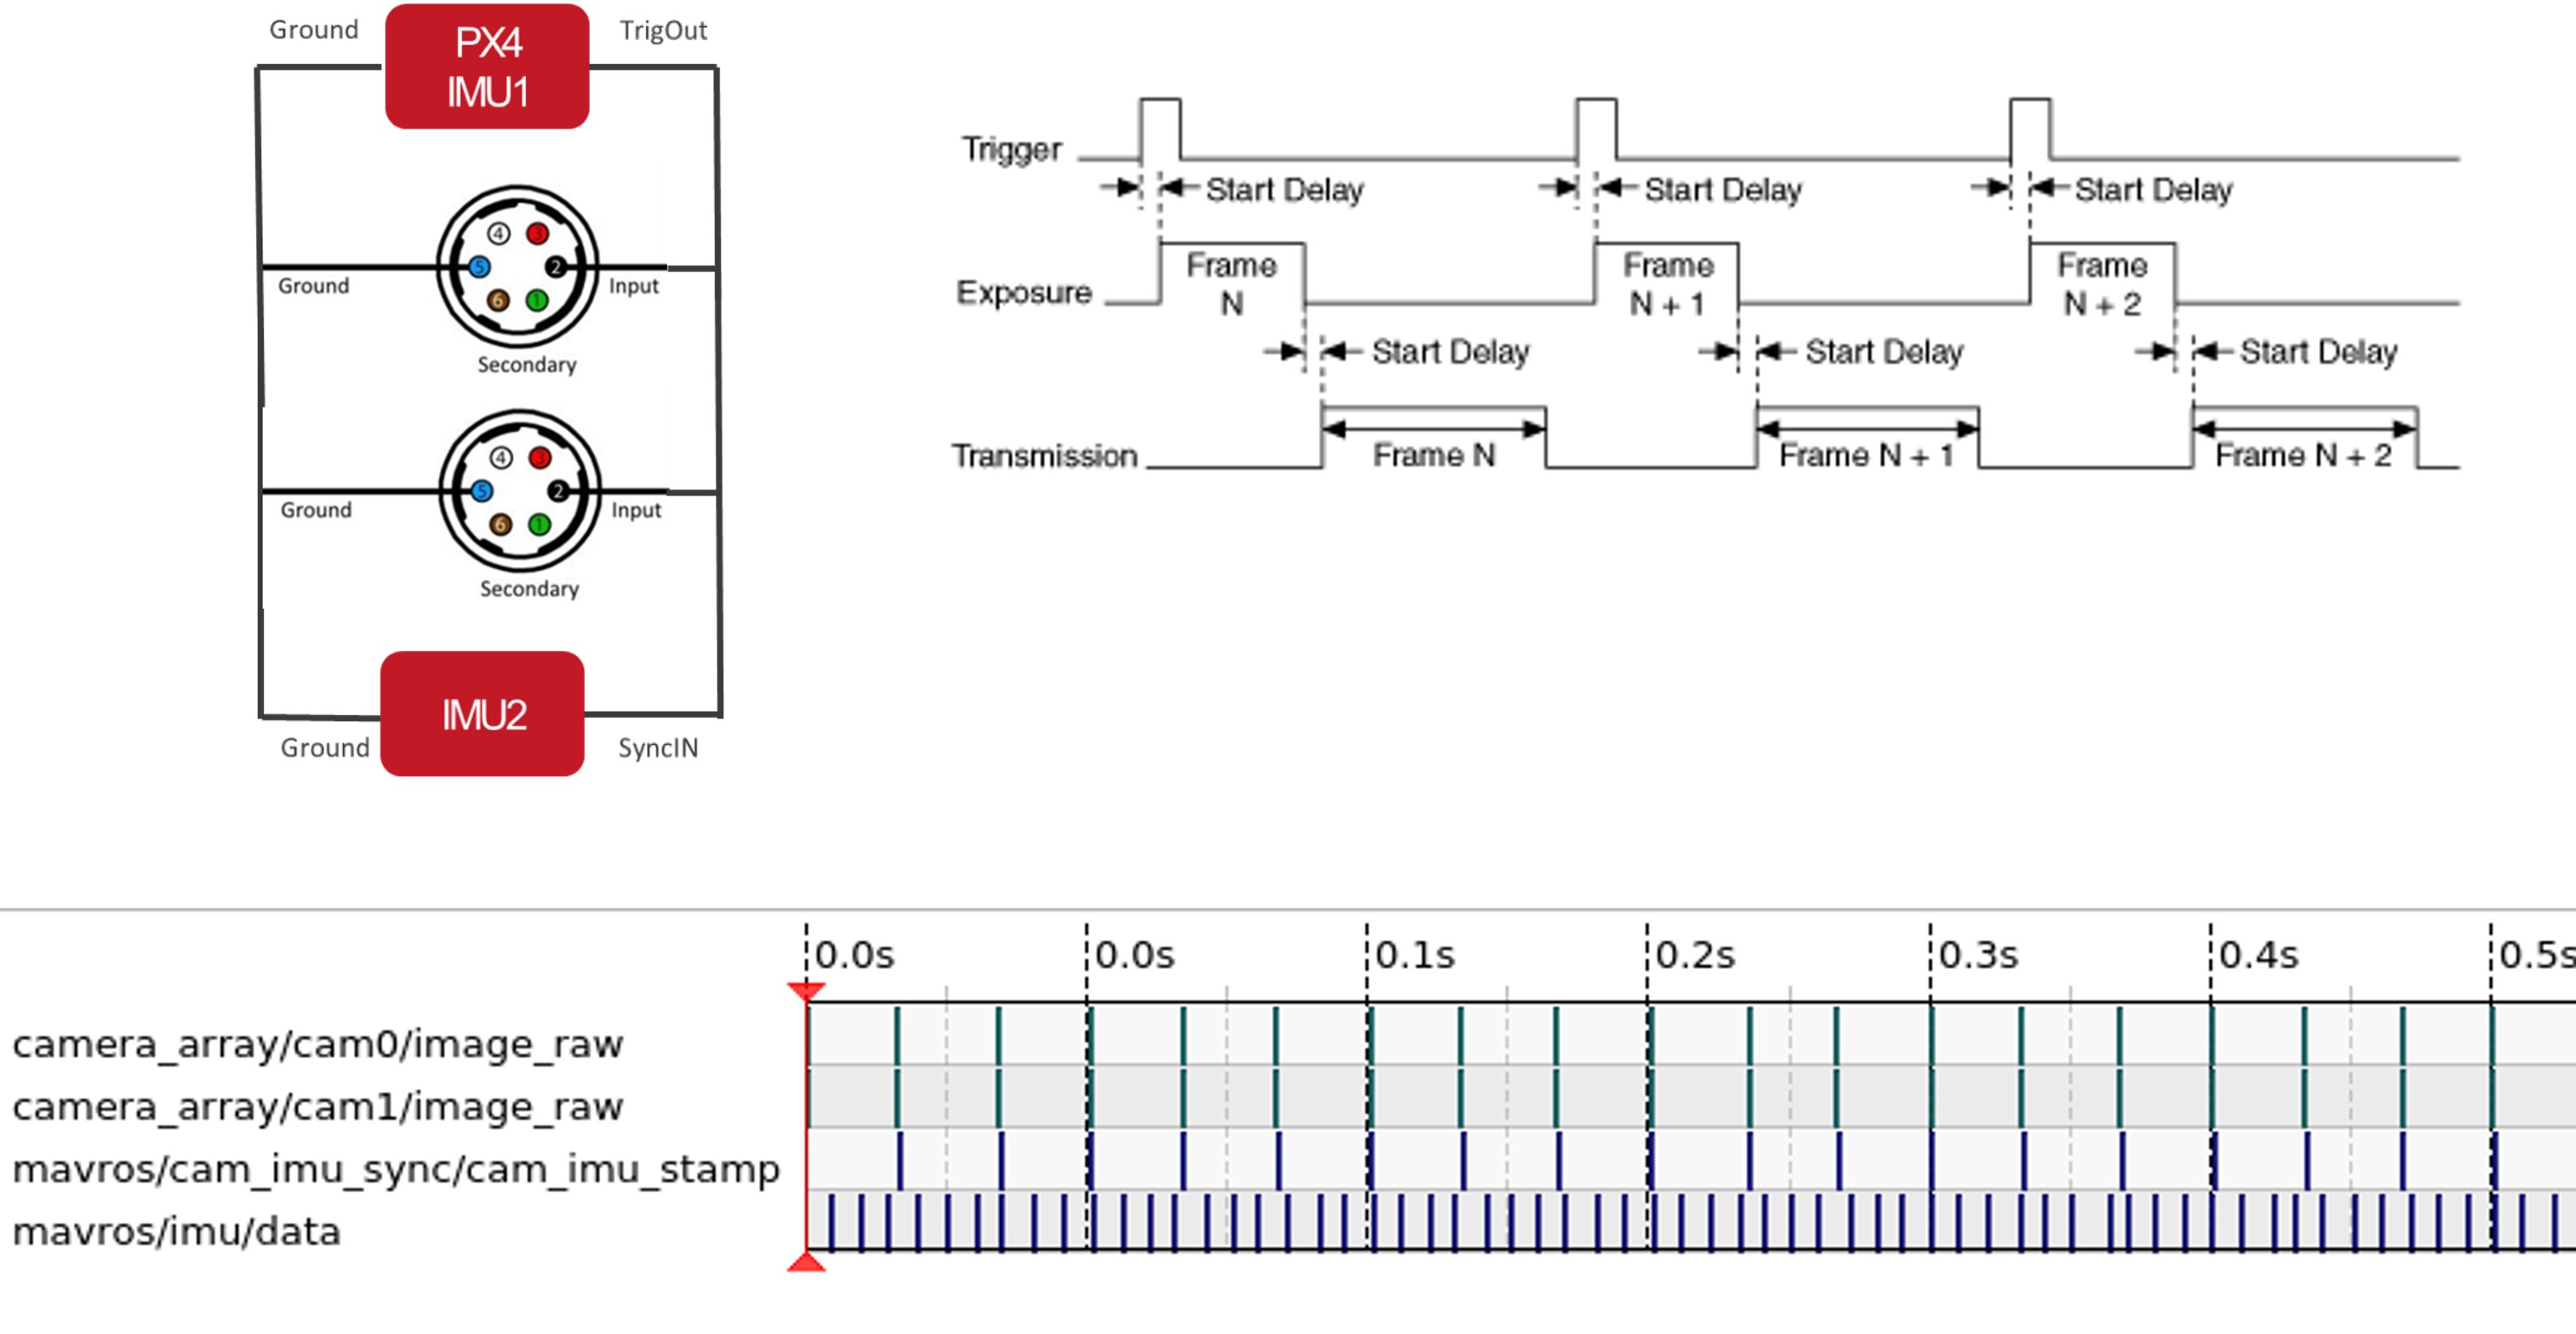 Ground
PX4
IMU1
TrigOut
4
3
5
2
Ground
Input
6
1
Secondary
4
3
5
2
Ground
Input
6
1
Secondary
IMU2
Ground
SyncIN
Trigger
Start Delay
Start Delay
Start Delay
Exposure
Frame
N
Frame
N + 1
Frame
N + 2
Start Delay
Start Delay
Start Delay
Transmission
Frame N
Frame N + 1
Frame N + 2
0.0s
0.0s
0.1s
0.2s
0.3s
0.4s
0.5s
camera_array/cam0/image_raw
camera_array/cam1/image_raw
mavros/cam_imu_sync/cam_imu_stamp
mavros/imu/data